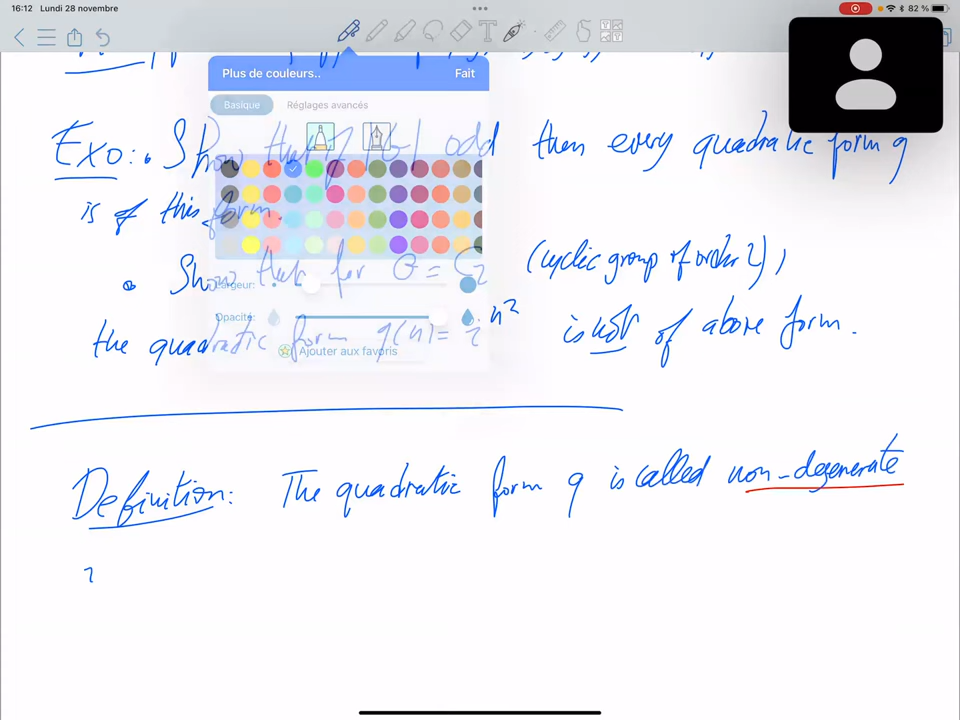 16:12 Lundi 28 novembre
82 %
Plus de couleurs.. Fait
Basique Réglages avancés
Exo: • Show that if |G| odd then every quadratic form q
is of this form.
• Show that for G = C2 (cyclic group of order 2),
Largeur:
Opacité:
the quadratic form q(n) = i^n² is not of above form.
Ajouter aux favoris
Definition: The quadratic form q is called non-degenerate